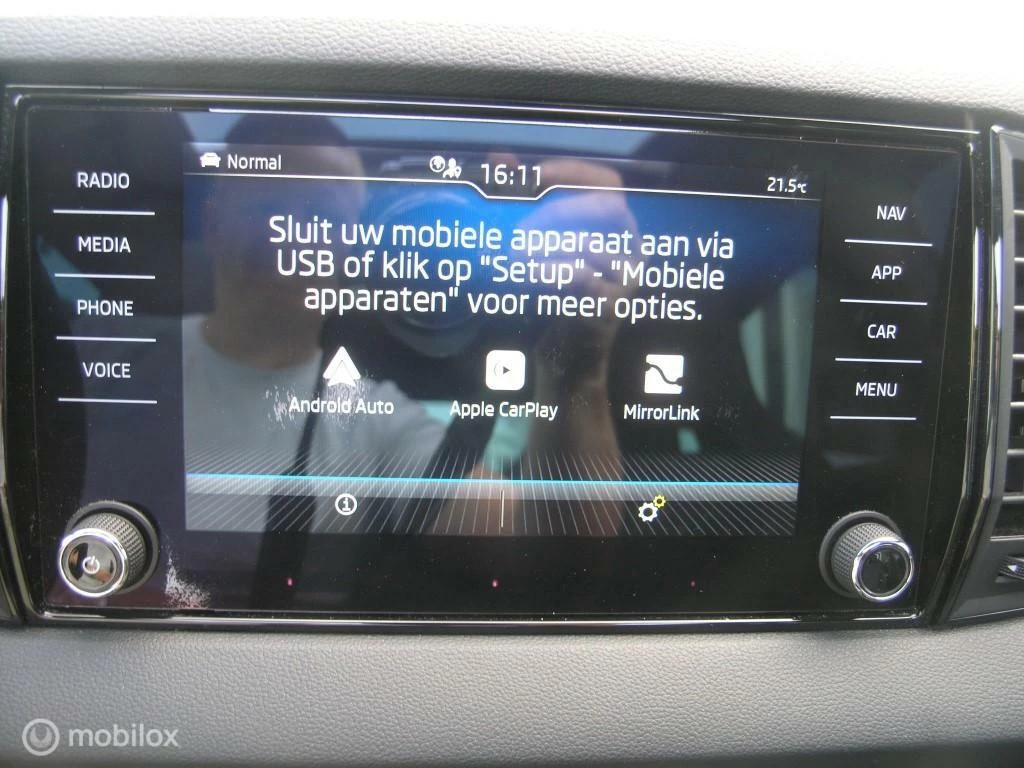 Normal
16:11
21.5°C
RADIO
MEDIA
PHONE
VOICE
Sluit uw mobiele apparaat aan via
USB of klik op "Setup" - "Mobiele
apparaten" voor meer opties.
Android Auto
Apple CarPlay
MirrorLink
NAV
APP
CAR
MENU
mobilox